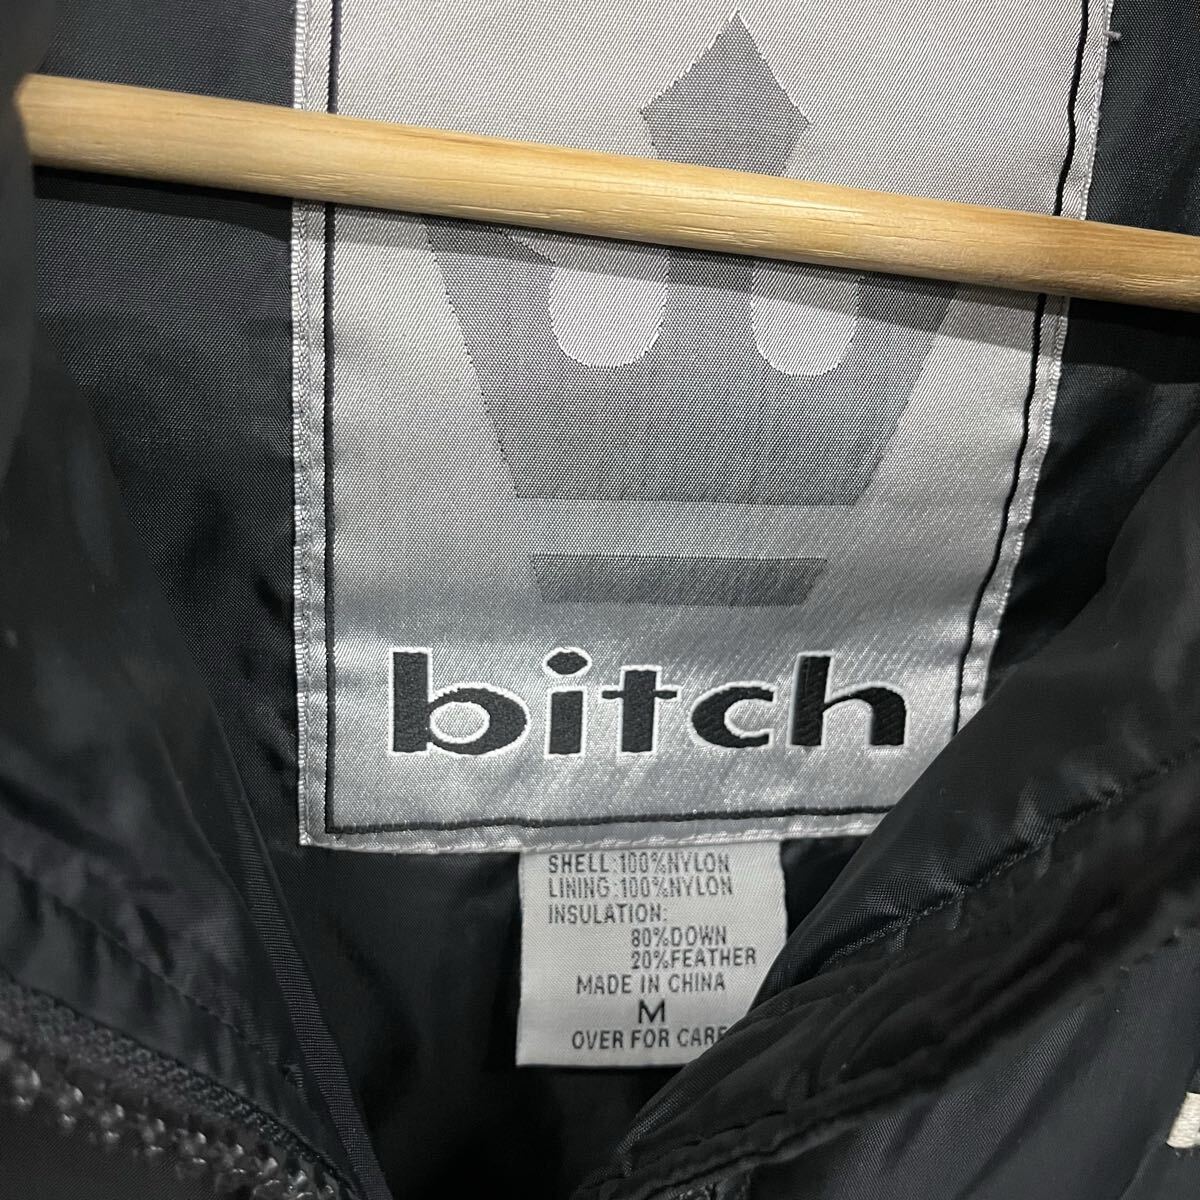 bitch
SHELL:100%NYLON
LINING:100%NYLON
INSULATION:
80%DOWN
20%FEATHER
MADE IN CHINA
M
OVER FOR CARE